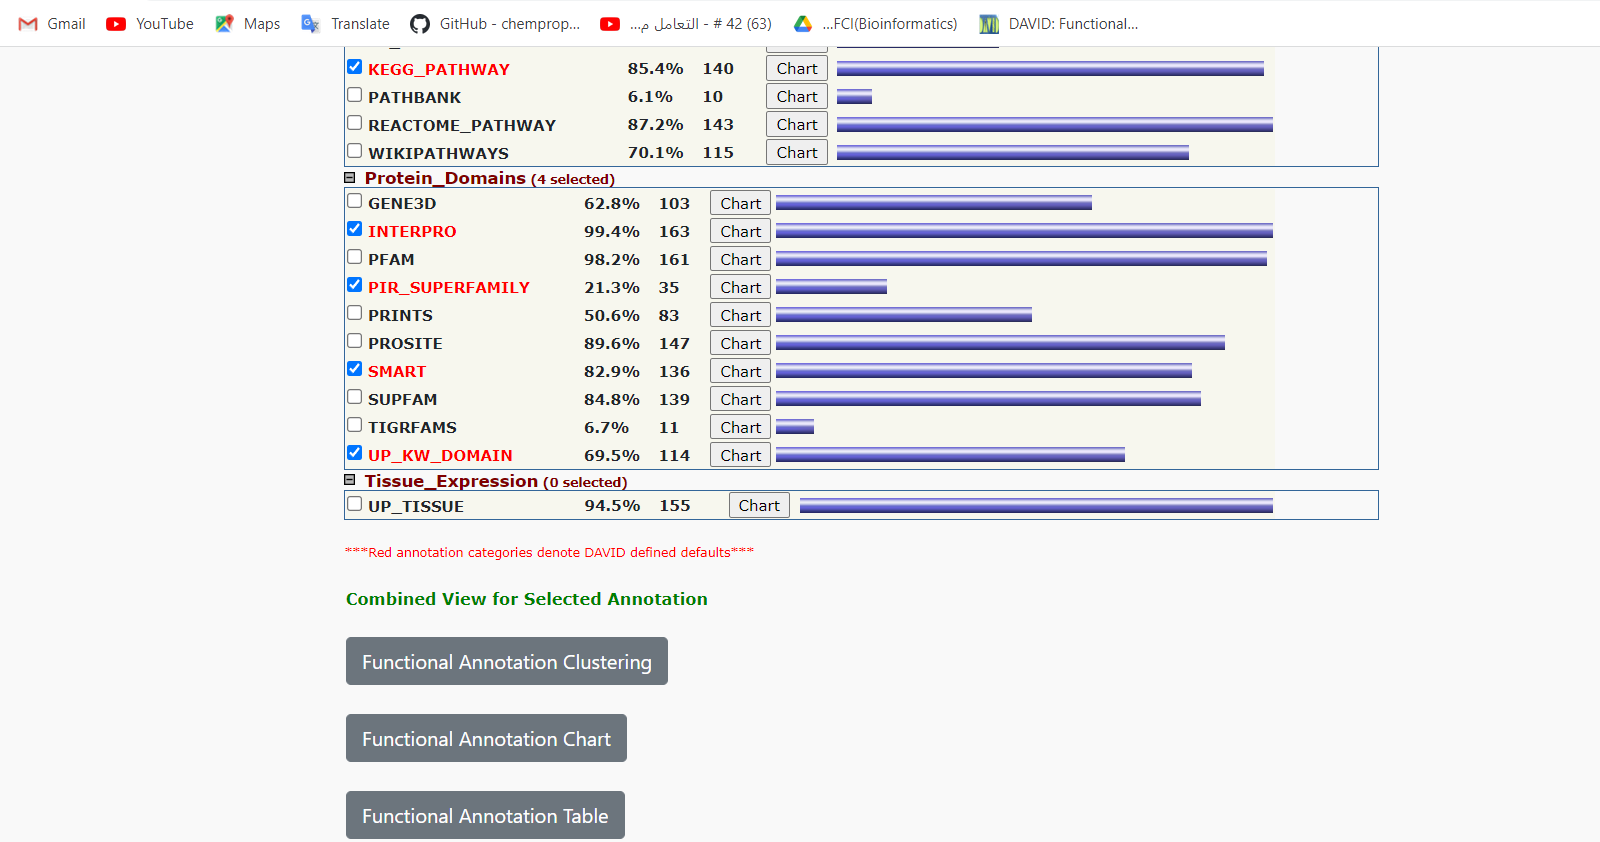 Gmail YouTube Maps Translate GitHub - chemprop... ...التعامل م - # 42 (63) ...FCI(Bioinformatics) DAVID: Functional...
KEGG_PATHWAY 85.4% 140 Chart
PATHBANK 6.1% 10 Chart
REACTOME_PATHWAY 87.2% 143 Chart
WIKIPATHWAYS 70.1% 115 Chart
Protein_Domains (4 selected)
GENE3D 62.8% 103 Chart
INTERPRO 99.4% 163 Chart
PFAM 98.2% 161 Chart
PIR_SUPERFAMILY 21.3% 35 Chart
PRINTS 50.6% 83 Chart
PROSITE 89.6% 147 Chart
SMART 82.9% 136 Chart
SUPFAM 84.8% 139 Chart
TIGRFAMS 6.7% 11 Chart
UP_KW_DOMAIN 69.5% 114 Chart
Tissue_Expression (0 selected)
UP_TISSUE 94.5% 155 Chart
***Red annotation categories denote DAVID defined defaults***
Combined View for Selected Annotation
Functional Annotation Clustering
Functional Annotation Chart
Functional Annotation Table